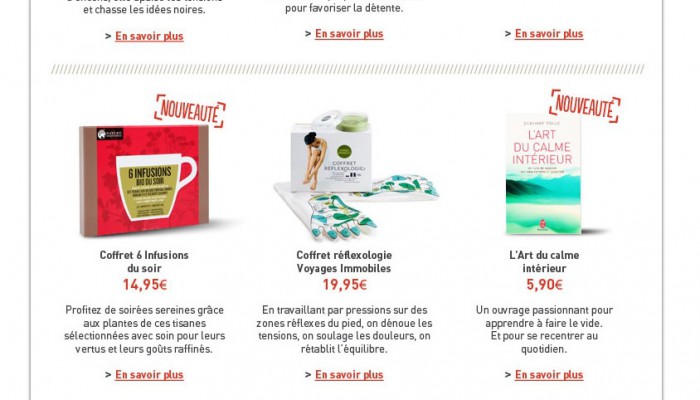 et chasse les idées noires.
> En savoir plus
pour favoriser la détente.
> En savoir plus
> En savoir plus
NOUVEAUTÉ
6 INFUSIONS
BIO DU SOIR
Coffret 6 Infusions
du soir
14,95€
Profitez de soirées sereines grâce
aux plantes de ces tisanes
sélectionnées avec soin pour leurs
vertus et leurs goûts raffinés.
> En savoir plus
COFFRET
RÉFLEXOLOGIE
Coffret réflexologie
Voyages Immobiles
19,95€
En travaillant par pressions sur des
zones réflexes du pied, on dénoue les
tensions, on soulage les douleurs, on
rétablit l'équilibre.
> En savoir plus
NOUVEAUTÉ
ECKHART TOLLE
L'ART
DU CALME
INTÉRIEUR
L'Art du calme
intérieur
5,90€
Un ouvrage passionnant pour
apprendre à faire le vide.
Et pour se recentrer au
quotidien.
> En savoir plus